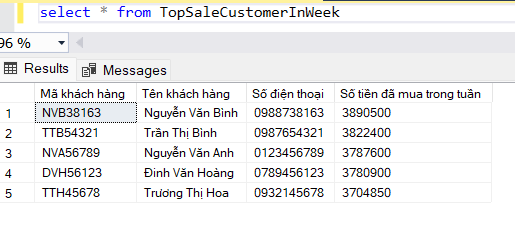 select * from TopSaleCustomerInWeek
96 %
Results Messages
Mã khách hàng Tên khách hàng Số điện thoại Số tiền đã mua trong tuần
1 NVB38163 Nguyễn Văn Bình 0988738163 3890500
2 TTB54321 Trần Thị Bình 0987654321 3822400
3 NVA56789 Nguyễn Văn Anh 0123456789 3787600
4 DVH56123 Đinh Văn Hoàng 0789456123 3780900
5 TTH45678 Trương Thị Hoa 0932145678 3704850